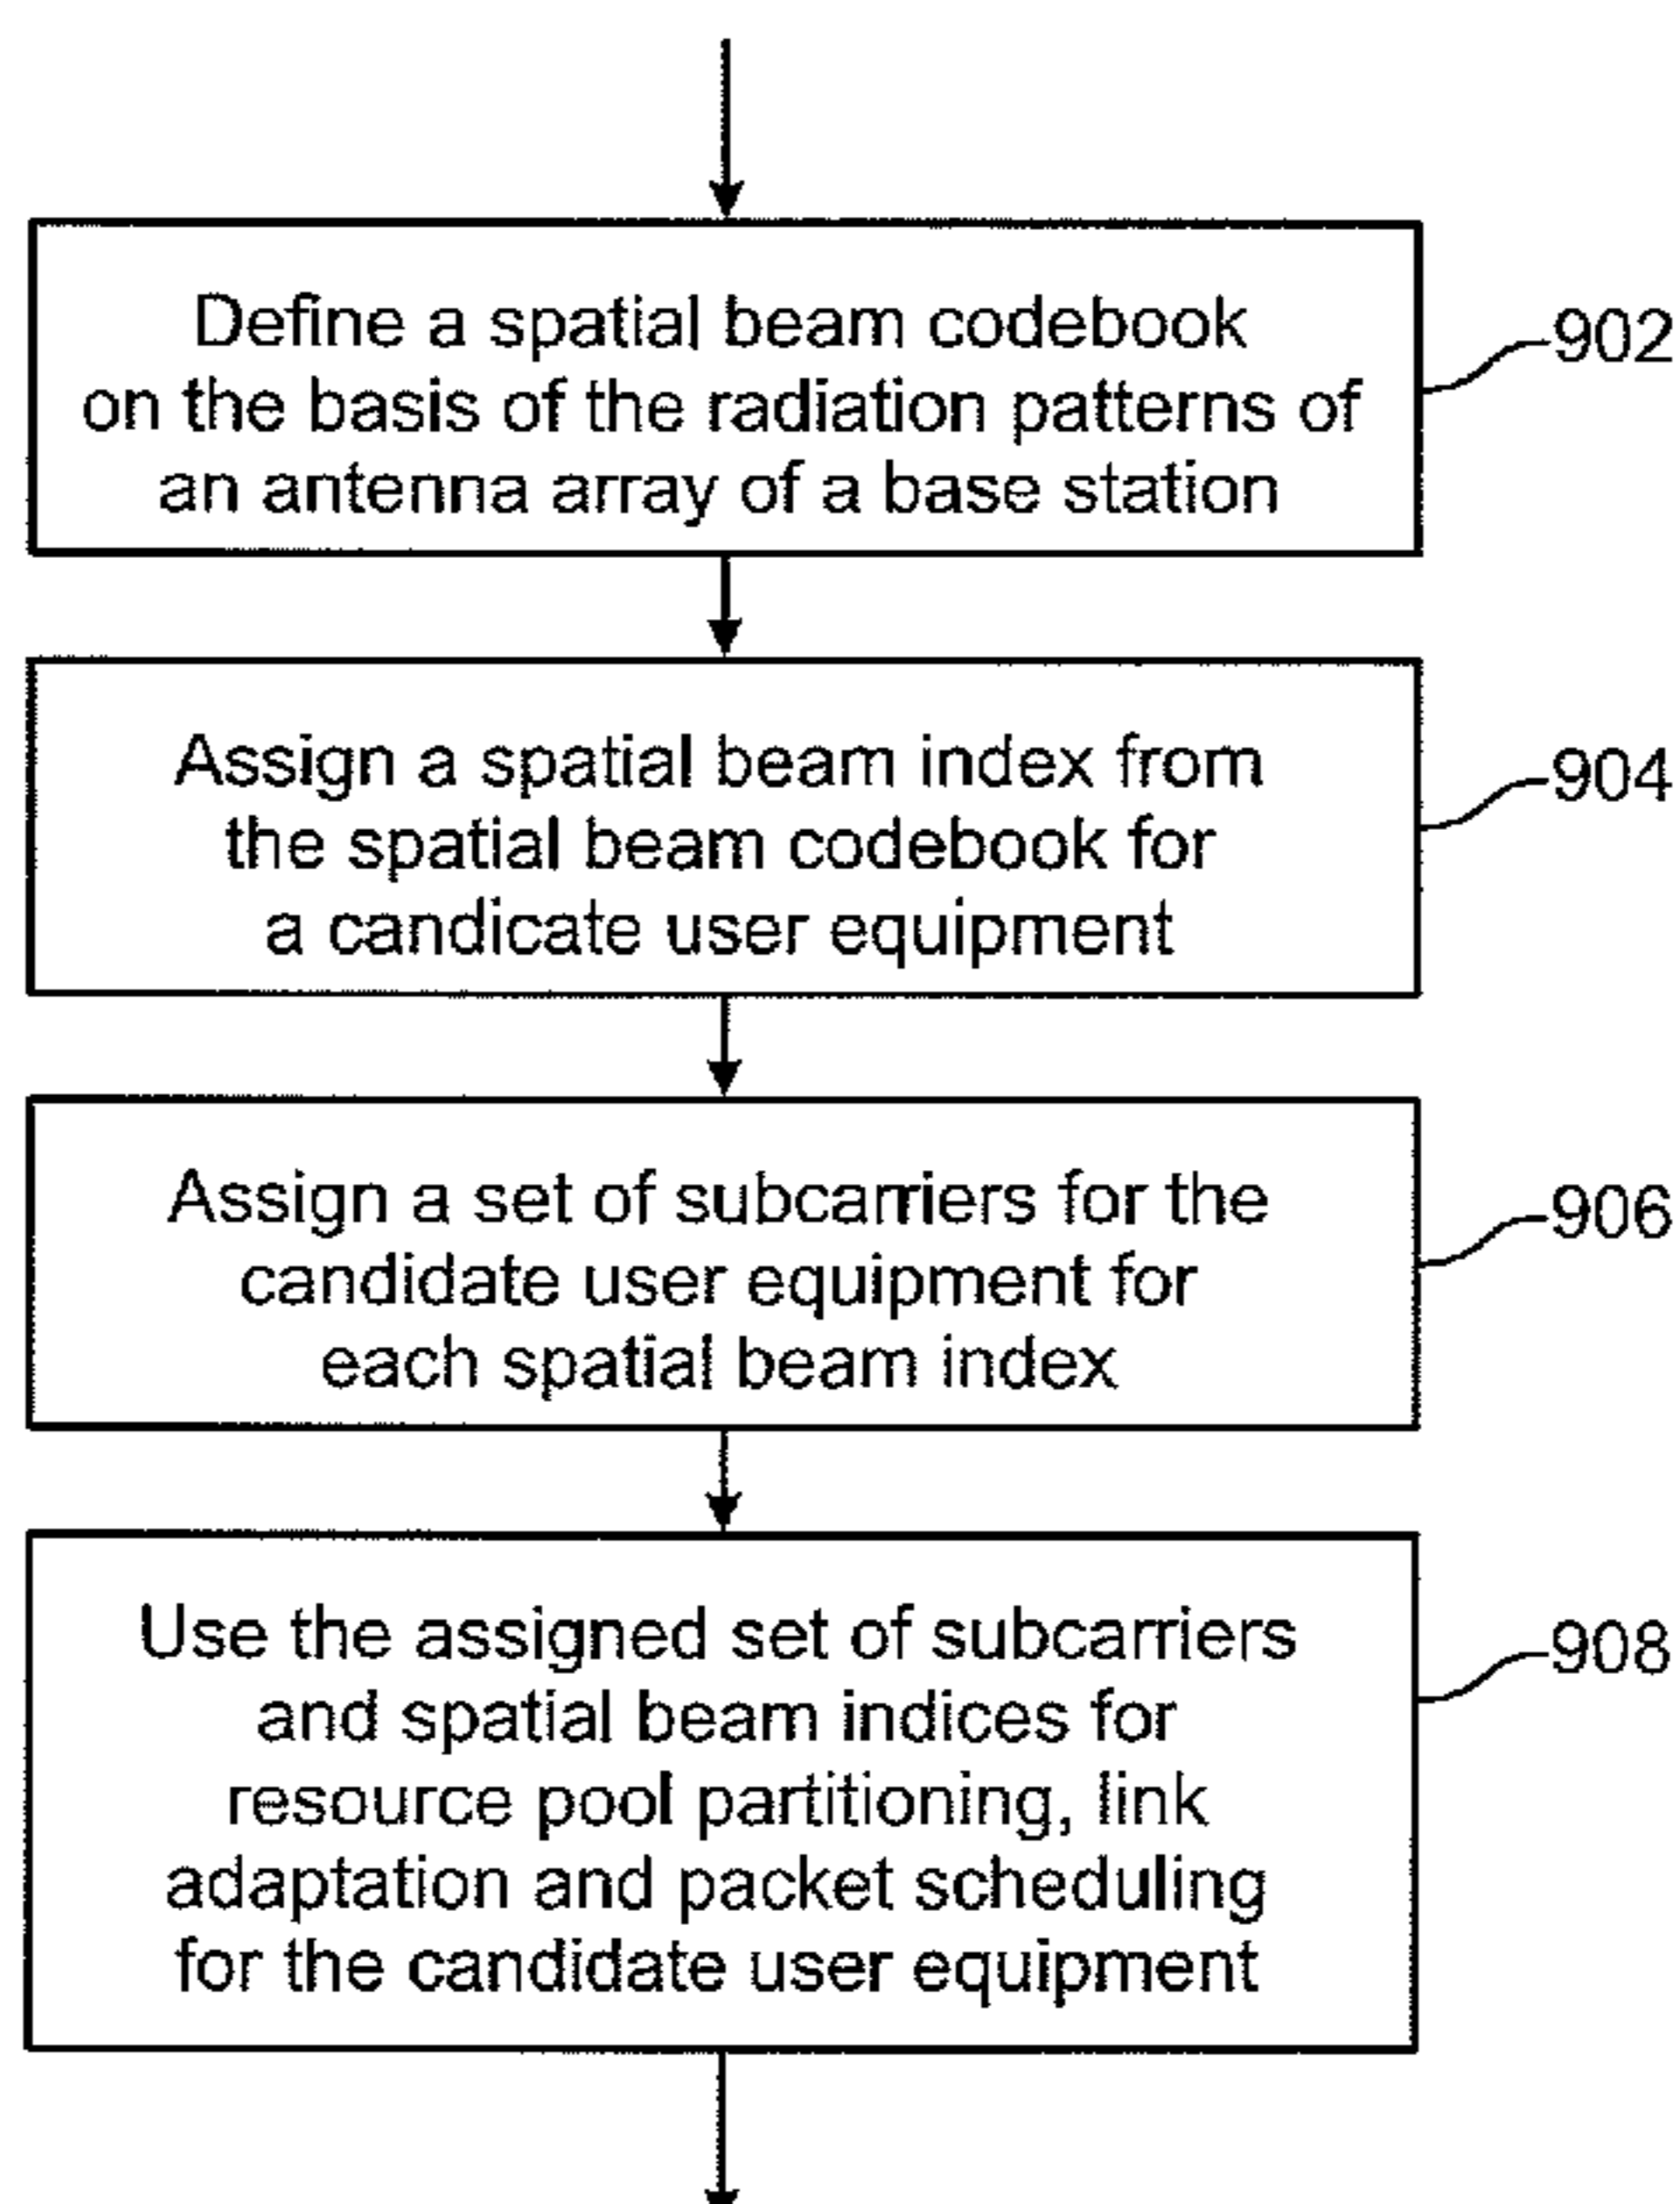 Define a spatial beam codebook
on the basis of the radiation patterns of
an antenna array of a base station
902
Assign a spatial beam index from
the spatial beam codebook for
a candicate user equipment
904
Assign a set of subcarriers for the
candidate user equipment for
each spatial beam index
906
Use the assigned set of subcarriers
and spatial beam indices for
resource pool partitioning, link
adaptation and packet scheduling
for the candidate user equipment
908